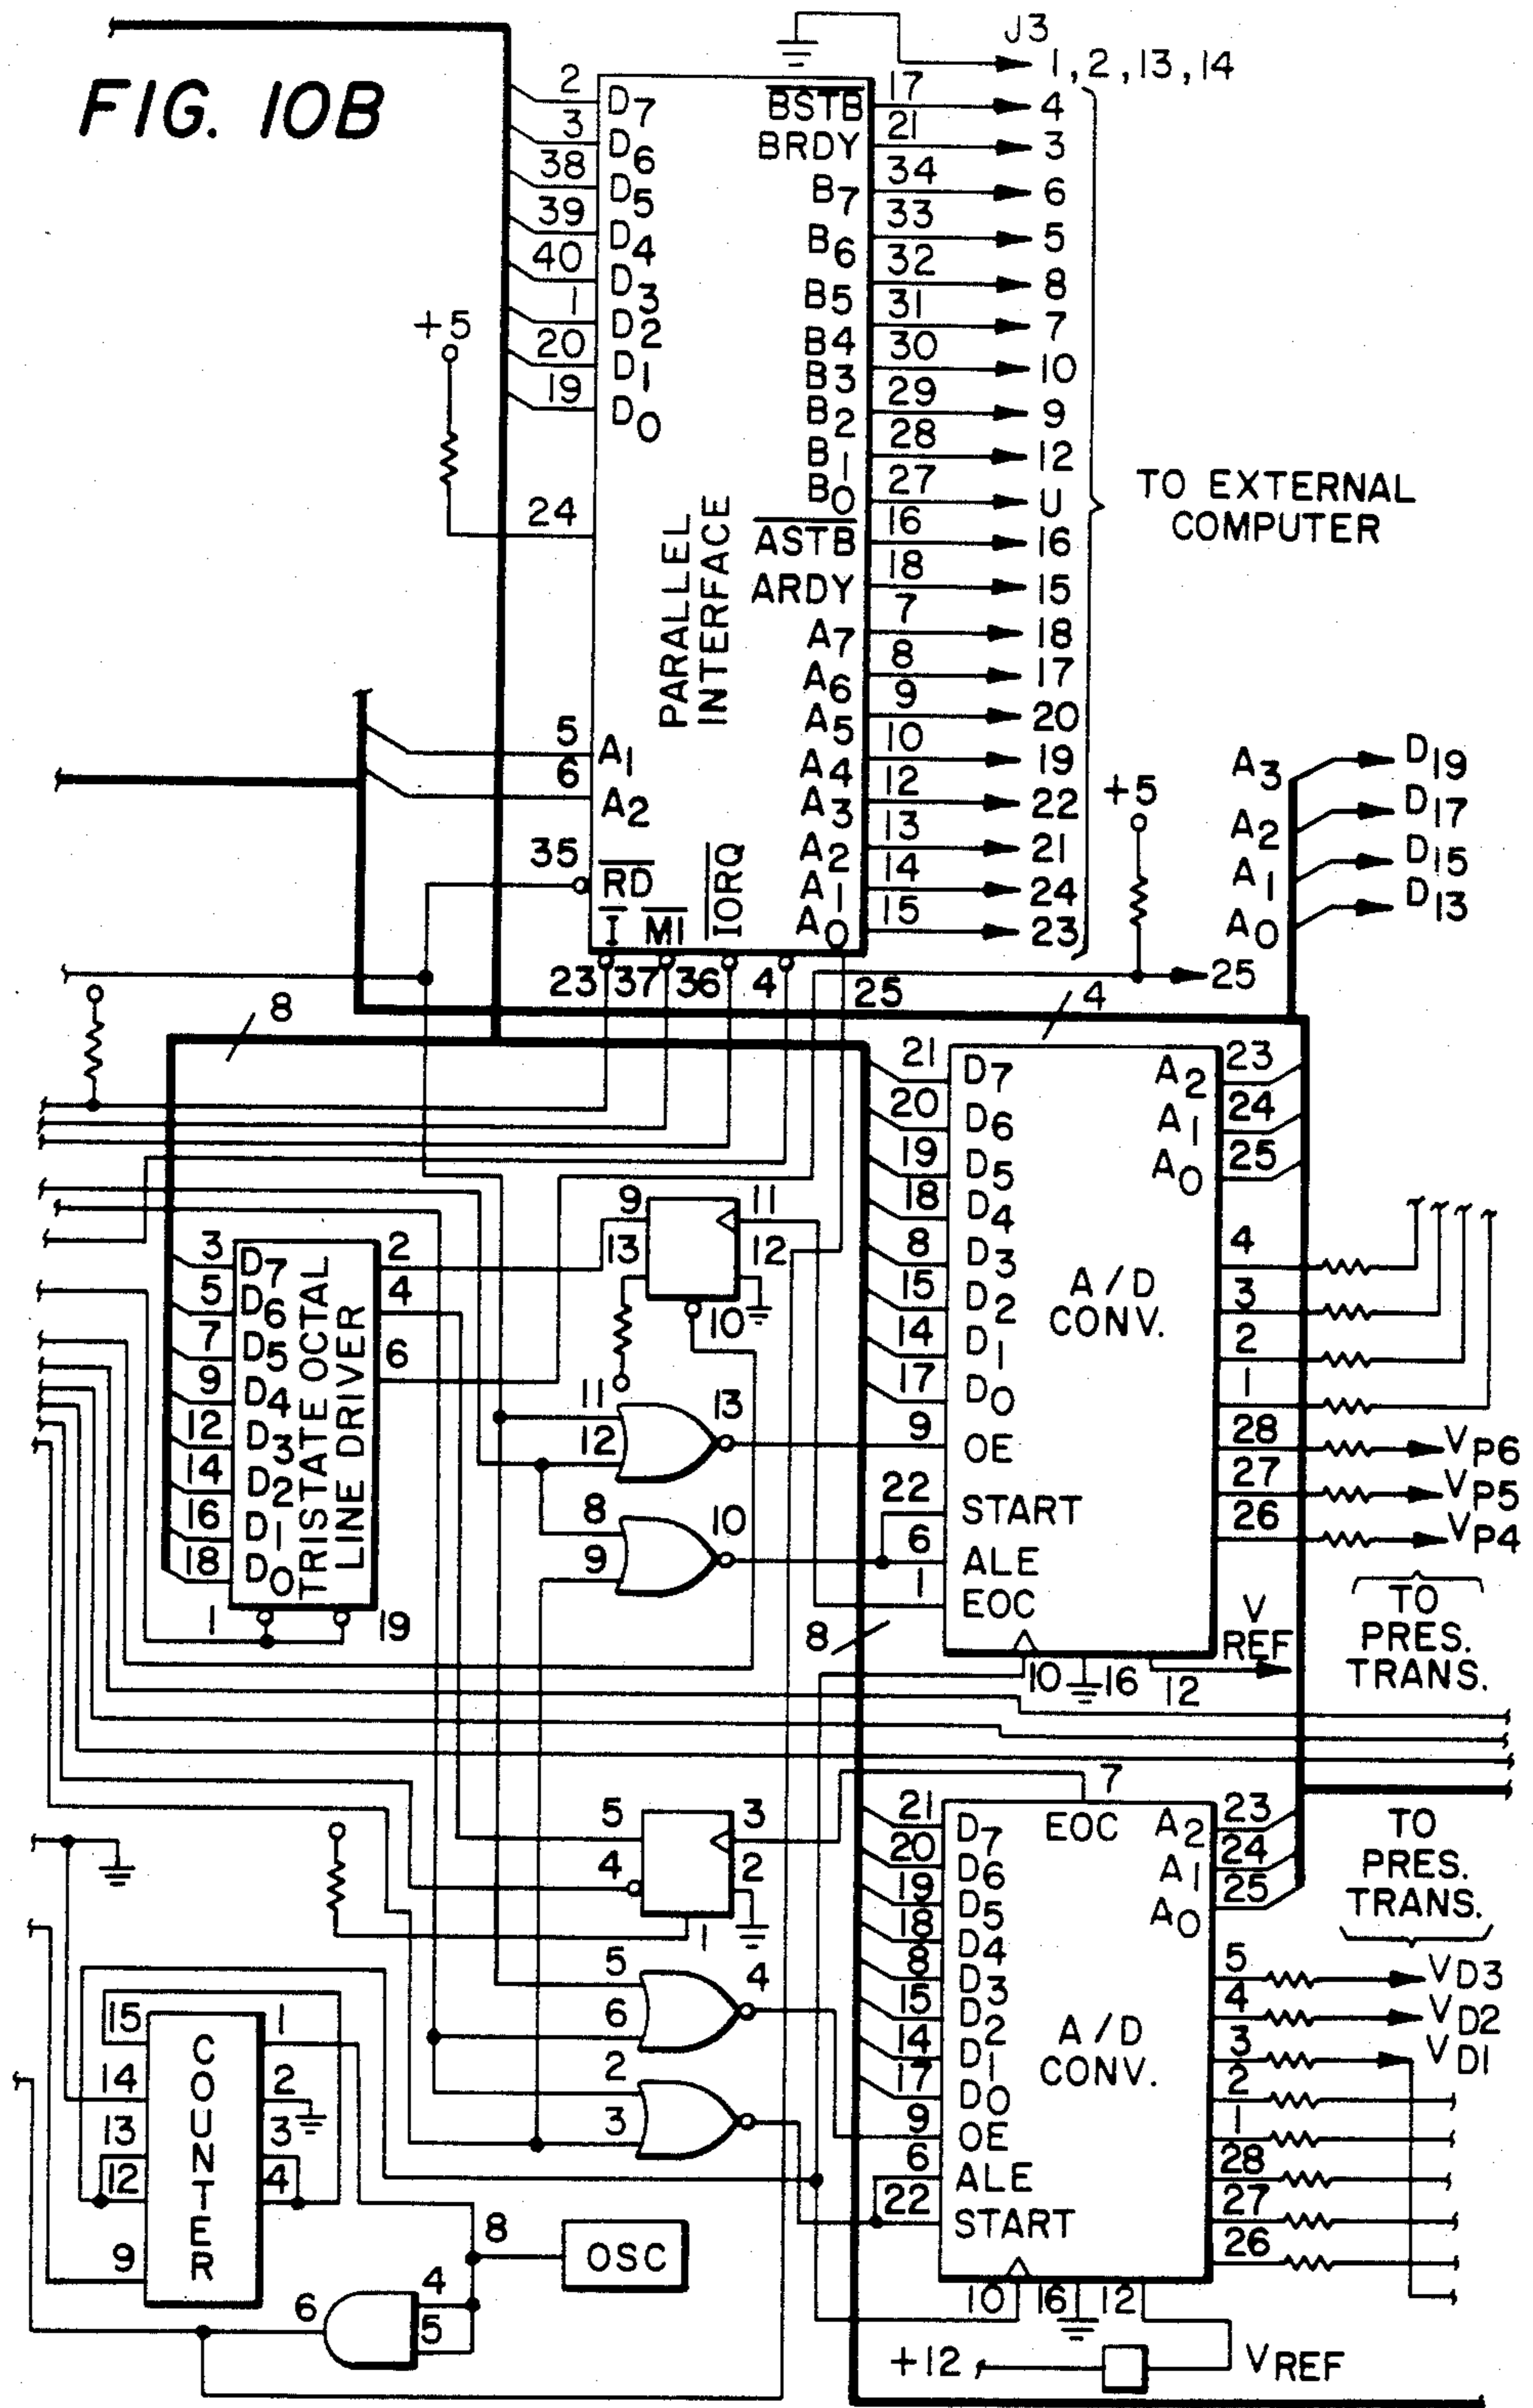 FIG. 10B
J3
1, 2, 13, 14
2 D7
3 D6
38 D5
39 D4
40 D3
1 D2
20 D1
19 D0
+5
24
PARALLEL
INTERFACE
BSTB 17 4
BRDY 21 3
B7 34 6
B6 33 5
B5 32 8
B4 31 7
B3 30 10
B2 29 9
B1 28 12
B0 27 U
ASTB 16 16
ARDY 18 15
A7 7 18
A6 8 17
A5 9 20
A4 10 19
A3 12 22
A2 13 21
A1 14 24
A0 15 23
TO EXTERNAL
COMPUTER
5 A1
6 A2
35 RD
I M1 IORQ
23 37 36 4 25
+5
25
A3 D19
A2 D17
A1 D15
A0 D13
8
4
21 D7
20 D6
19 D5
18 D4
8 D3
15 D2
14 D1
17 D0
9 OE
22 START
6 ALE
1 EOC
A/D
CONV.
A2 23
A1 24
A0 25
4
3
2
1
28 VP6
27 VP5
26 VP4
TO
PRES.
TRANS.
10 16 12
V
REF
8
9 11
13 12
10
3 D7
5 D6
7 D5
9 D4
12 D3
14 D2
16 D1
18 D0
TRISTATE OCTAL
LINE DRIVER
2
4
6
1 19
11
12
13
8
9
10
5 3
4 2
1
7
EOC
21 D7
20 D6
19 D5
18 D4
8 D3
15 D2
14 D1
17 D0
9 OE
6 ALE
22 START
A/D
CONV.
A2 23
A1 24
A0 25
TO
PRES.
TRANS.
5 VD3
4 VD2
3 VD1
2
1
28
27
26
10 16 12
+12
VREF
5
6
4
2
3
15
14
13
12
9
COUNTER
1
2
3
4
8
OSC
4
5
6